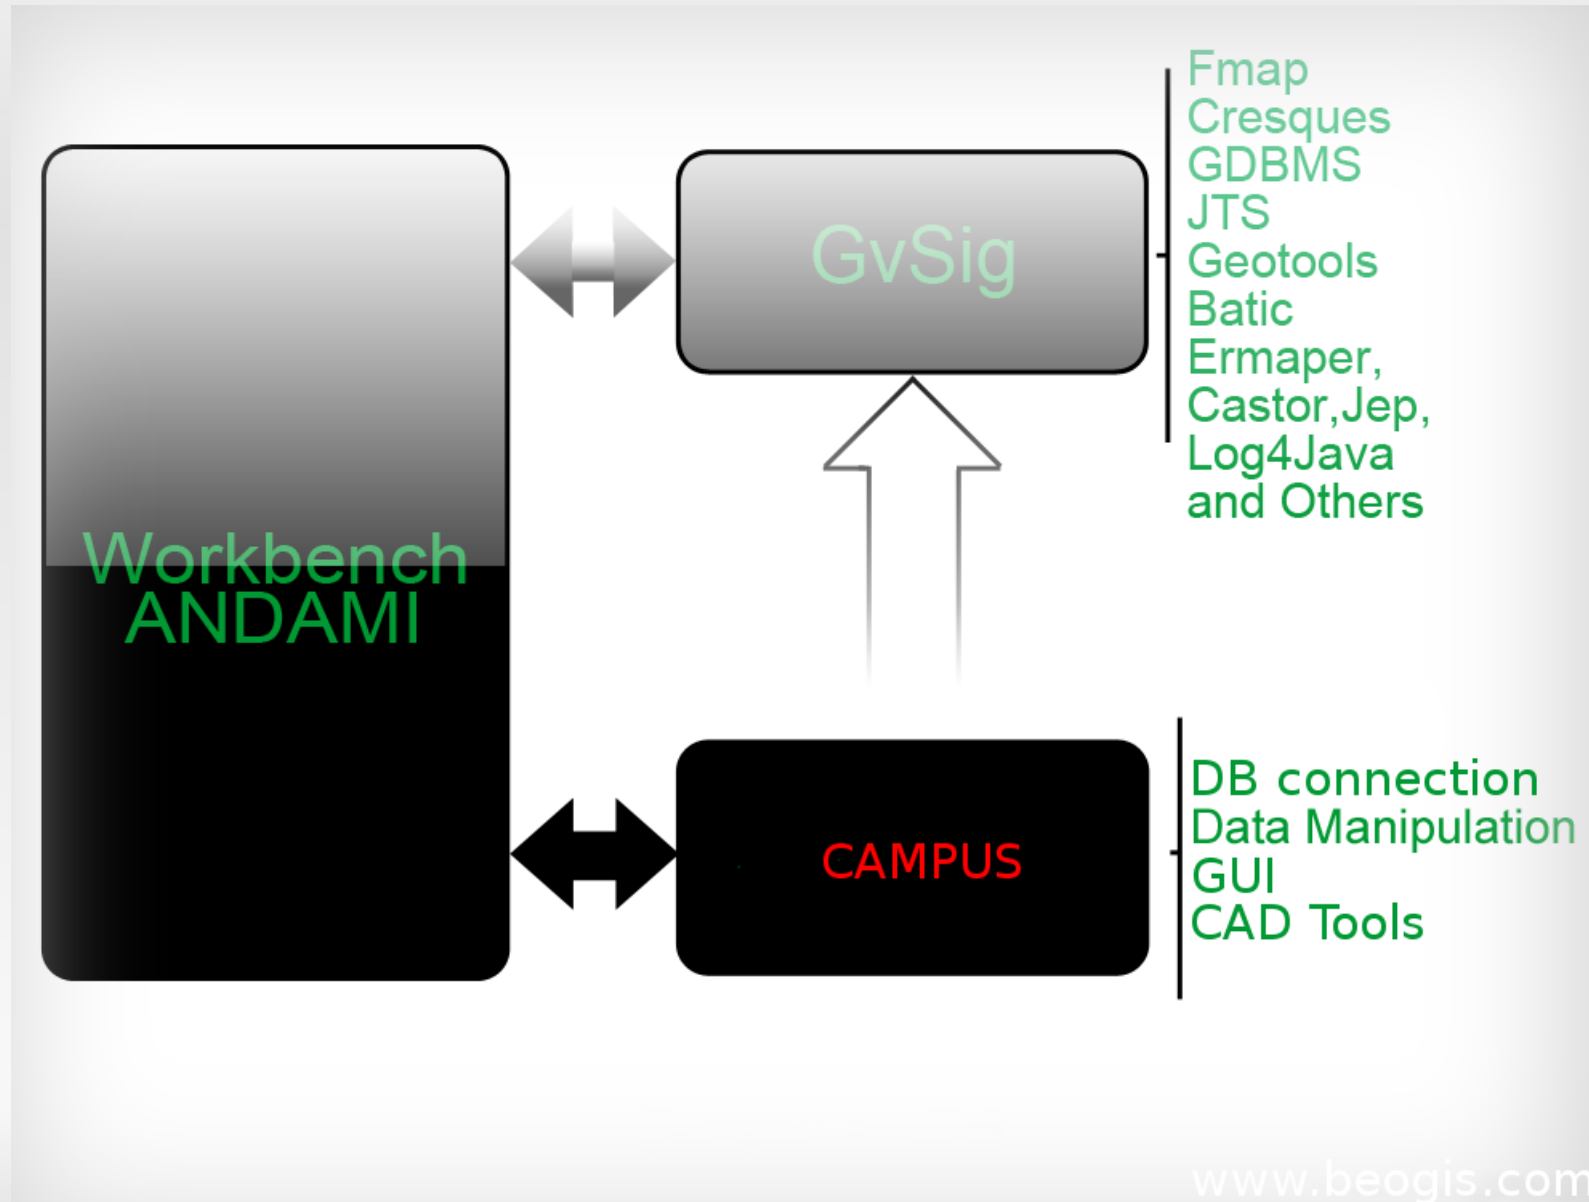 Workbench
ANDAMI
GvSig
Fmap
Cresques
GDBMS
JTS
Geotools
Batic
Ermaper,
Castor,Jep,
Log4Java
and Others
CAMPUS
DB connection
Data Manipulation
GUI
CAD Tools
www.beogis.com